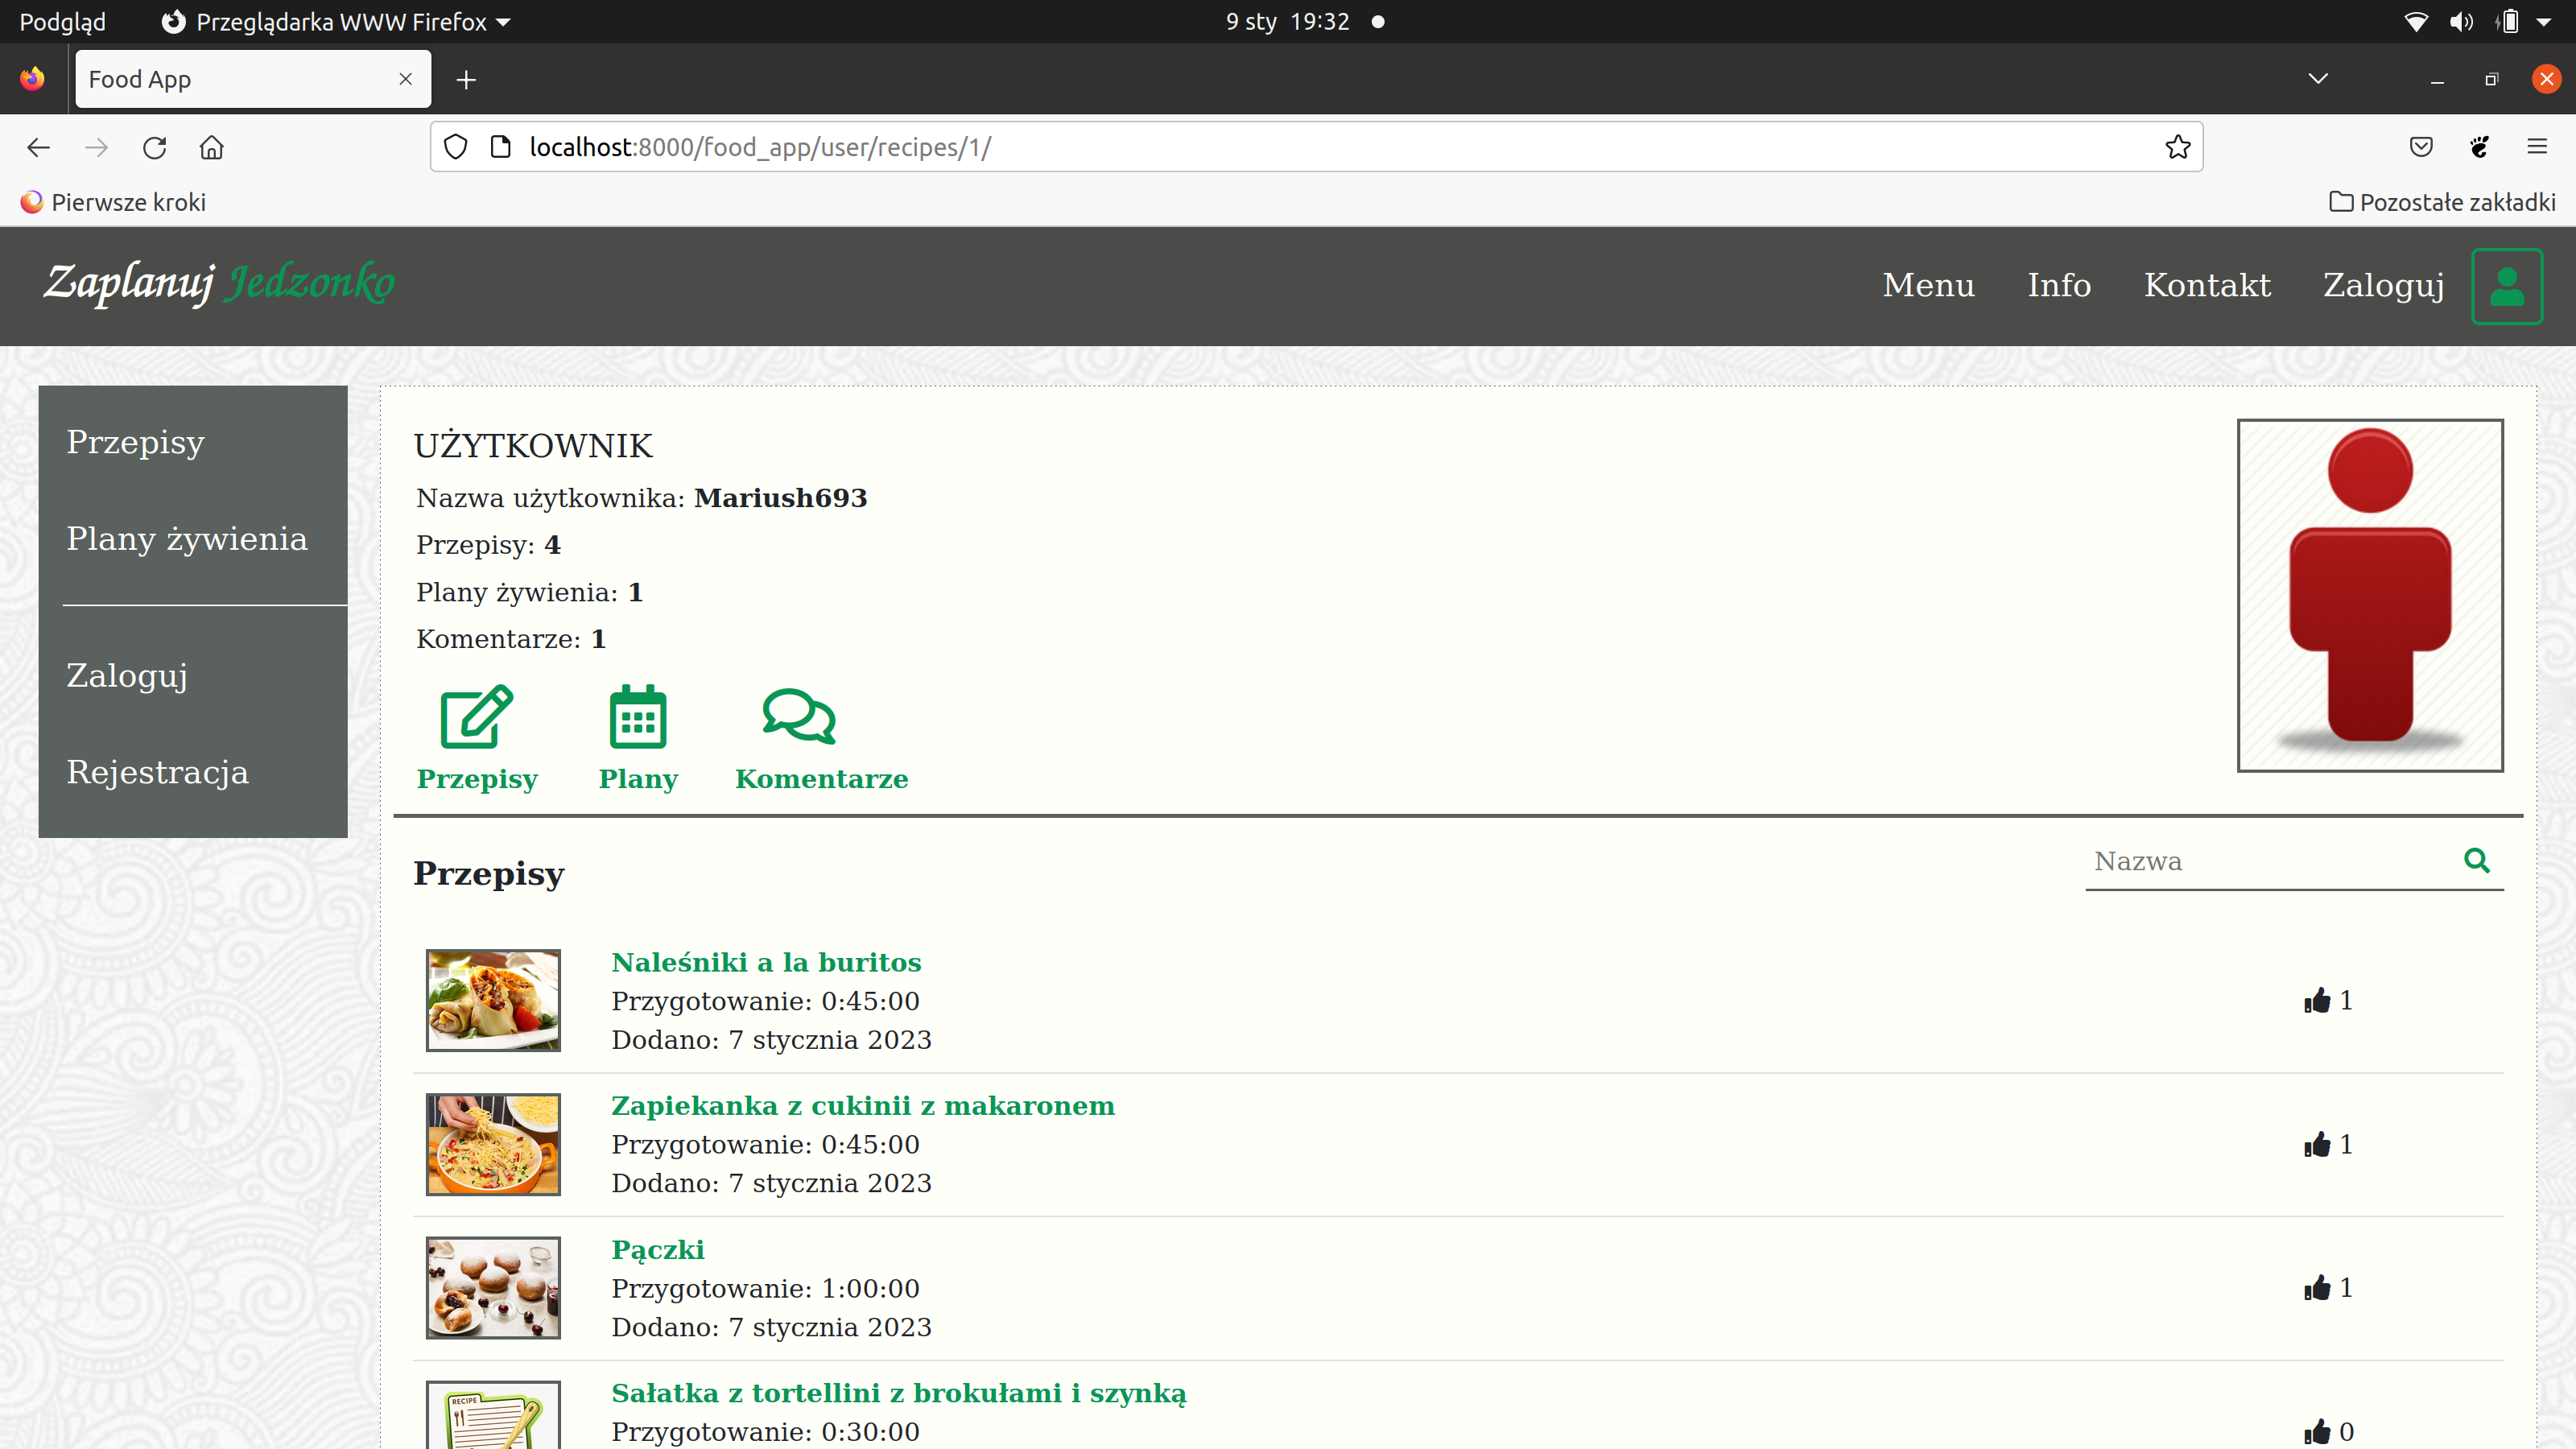 Podgląd
Przeglądarka WWW Firefox
9 sty 19:32
Food App
localhost:8000/food_app/user/recipes/1/
Pierwsze kroki
Pozostałe zakładki
Zaplanuj Jedzonko
Menu Info Kontakt Zaloguj
Przepisy
Plany żywienia
Zaloguj
Rejestracja
UŻYTKOWNIK
Nazwa użytkownika: Mariush693
Przepisy: 4
Plany żywienia: 1
Komentarze: 1
Przepisy Plany Komentarze
Przepisy
Nazwa
Naleśniki a la buritos
Przygotowanie: 0:45:00
Dodano: 7 stycznia 2023
1
Zapiekanka z cukinii z makaronem
Przygotowanie: 0:45:00
Dodano: 7 stycznia 2023
1
Pączki
Przygotowanie: 1:00:00
Dodano: 7 stycznia 2023
1
RECIPE
Sałatka z tortellini z brokułami i szynką
Przygotowanie: 0:30:00
0